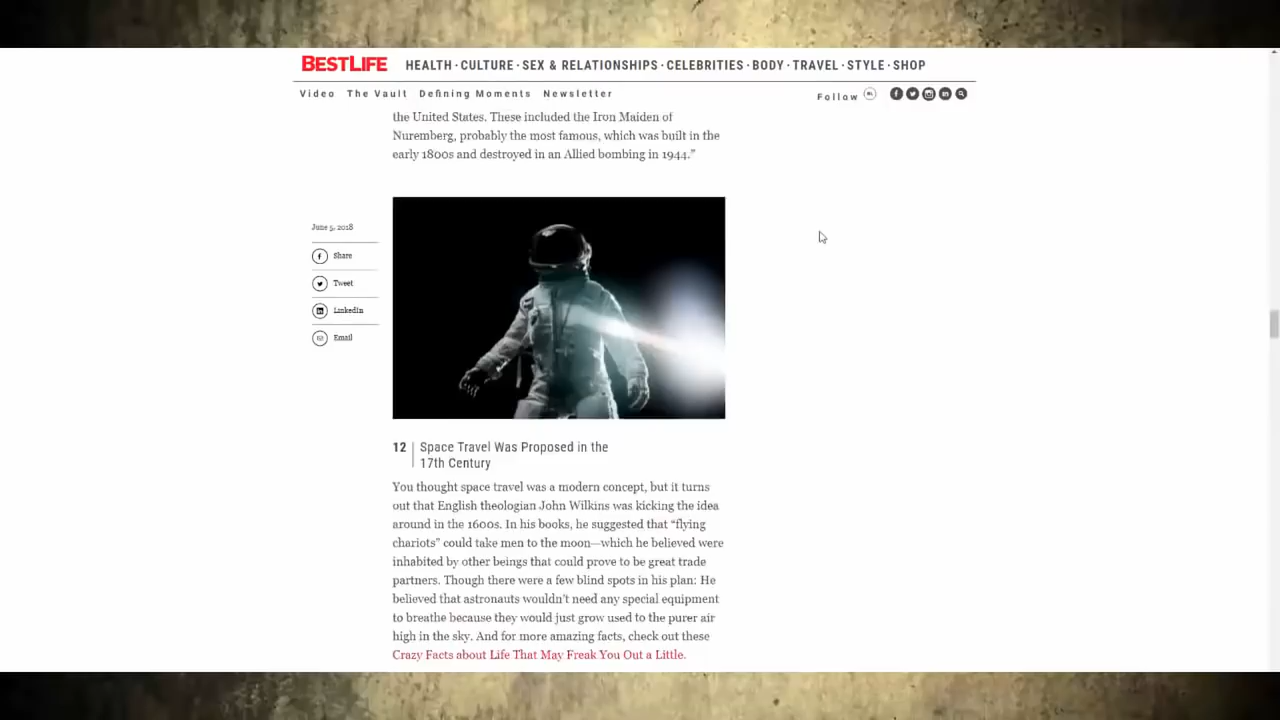 BESTLIFE HEALTH · CULTURE · SEX & RELATIONSHIPS · CELEBRITIES · BODY · TRAVEL · STYLE · SHOP
Video The Vault Defining Moments Newsletter Follow BL
the United States. These included the Iron Maiden of
Nuremberg, probably the most famous, which was built in the
early 1800s and destroyed in an Allied bombing in 1944.”
June 5, 2018
Share
Tweet
LinkedIn
Email
12 | Space Travel Was Proposed in the
17th Century
You thought space travel was a modern concept, but it turns
out that English theologian John Wilkins was kicking the idea
around in the 1600s. In his books, he suggested that “flying
chariots” could take men to the moon—which he believed were
inhabited by other beings that could prove to be great trade
partners. Though there were a few blind spots in his plan: He
believed that astronauts wouldn’t need any special equipment
to breathe because they would just grow used to the purer air
high in the sky. And for more amazing facts, check out these
Crazy Facts about Life That May Freak You Out a Little.